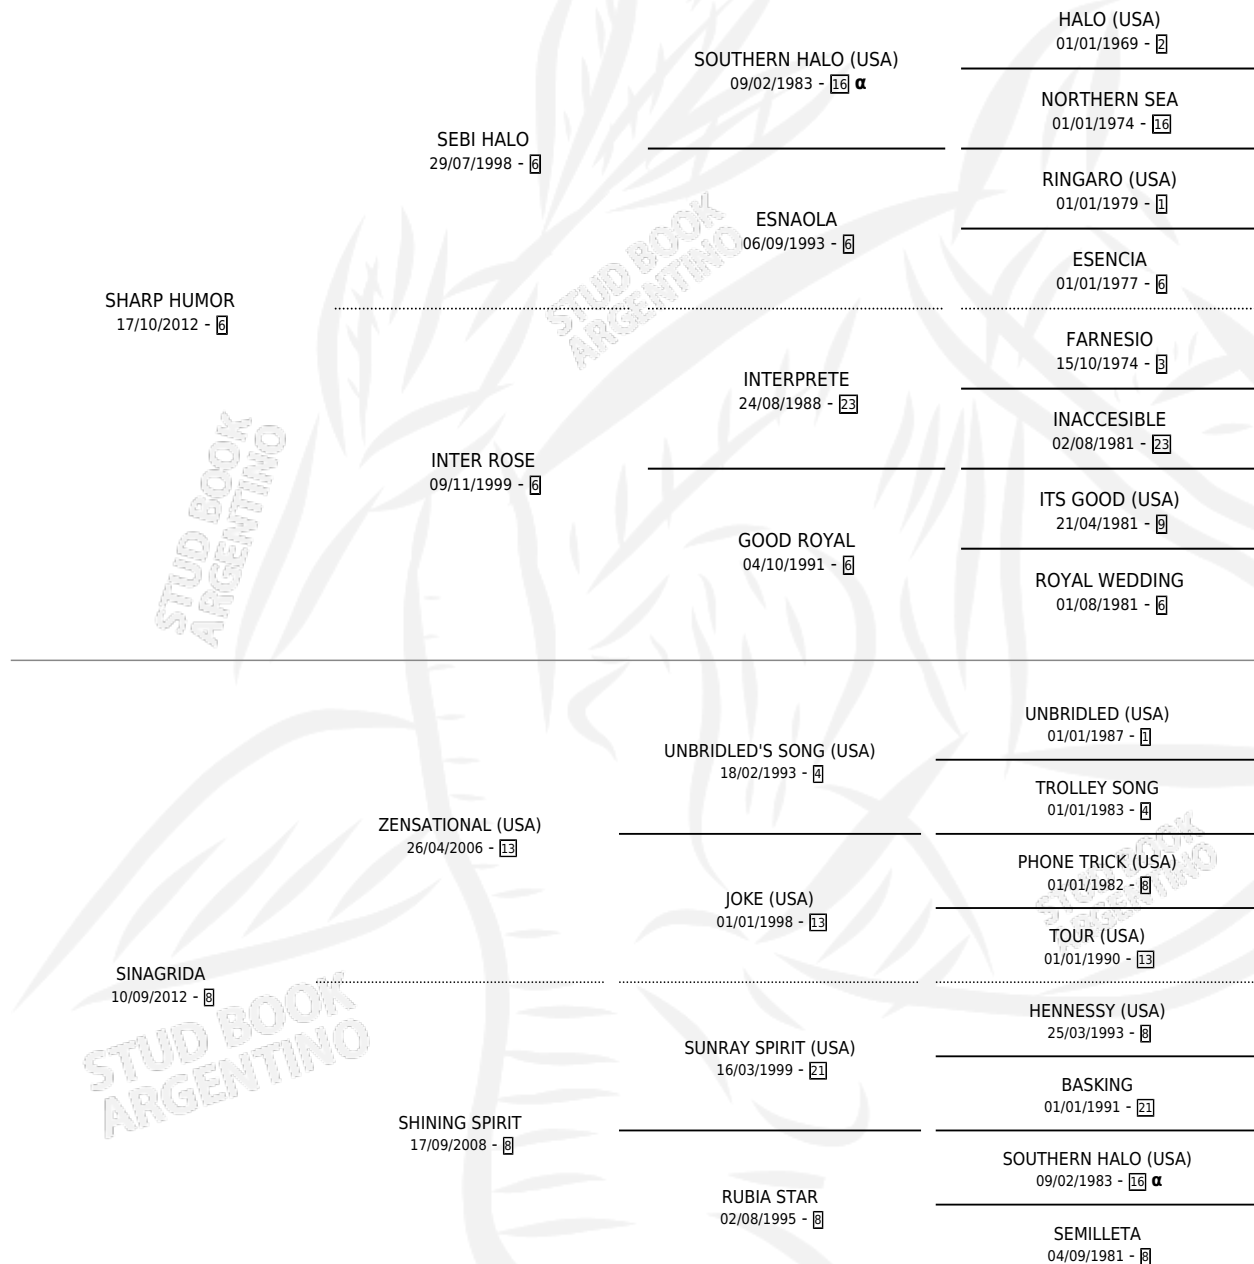 HALO (USA)
01/01/1969 - 2
SOUTHERN HALO (USA)
09/02/1983 - 16 α
NORTHERN SEA
01/01/1974 - 16
SEBI HALO
29/07/1998 - 6
RINGARO (USA)
01/01/1979 - 1
ESNAOLA
06/09/1993 - 6
ESENCIA
01/01/1977 - 6
SHARP HUMOR
17/10/2012 - 6
FARNESIO
15/10/1974 - 3
INTERPRETE
24/08/1988 - 23
INACCESIBLE
02/08/1981 - 23
INTER ROSE
09/11/1999 - 6
ITS GOOD (USA)
21/04/1981 - 9
GOOD ROYAL
04/10/1991 - 6
ROYAL WEDDING
01/08/1981 - 6
UNBRIDLED (USA)
01/01/1987 - 1
UNBRIDLED'S SONG (USA)
18/02/1993 - 4
TROLLEY SONG
01/01/1983 - 4
ZENSATIONAL (USA)
26/04/2006 - 13
PHONE TRICK (USA)
01/01/1982 - 8
JOKE (USA)
01/01/1998 - 13
TOUR (USA)
01/01/1990 - 13
SINAGRIDA
10/09/2012 - 8
HENNESSY (USA)
25/03/1993 - 8
SUNRAY SPIRIT (USA)
16/03/1999 - 21
BASKING
01/01/1991 - 21
SHINING SPIRIT
17/09/2008 - 8
SOUTHERN HALO (USA)
09/02/1983 - 16 α
RUBIA STAR
02/08/1995 - 8
SEMILLETA
04/09/1981 - 8
STUD BOOK
ARGENTINO
STUD BOOK
ARGENTINO
STUD BOOK
ARGENTINO
STUD BOOK
ARGENTINO